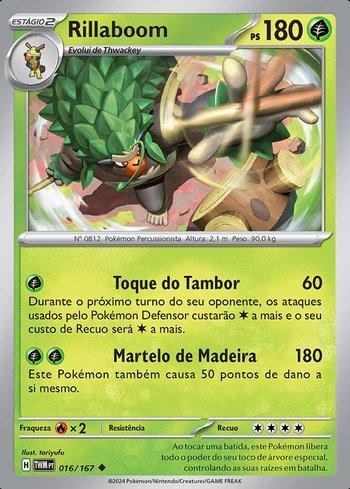 ESTÁGIO 2
Rillaboom
PS 180
Evolui de Thwackey
Nº 0812 Pokémon Percussionista Altura: 2,1 m Peso: 90,0 kg
Toque do Tambor 60
Durante o próximo turno do seu oponente, os ataques
usados pelo Pokémon Defensor custarão a mais e o seu
custo de Recuo será a mais.
Martelo de Madeira 180
Este Pokémon também causa 50 pontos de dano a
si mesmo.
Fraqueza × 2 Resistência Recuo
Ilust. toriyufu
H TWM PT 016/167
Ao tocar uma batida, este Pokémon libera
todo o poder do seu toco de árvore especial,
controlando as suas raízes em batalha.
©2024 Pokémon/Nintendo/Creatures/GAME FREAK